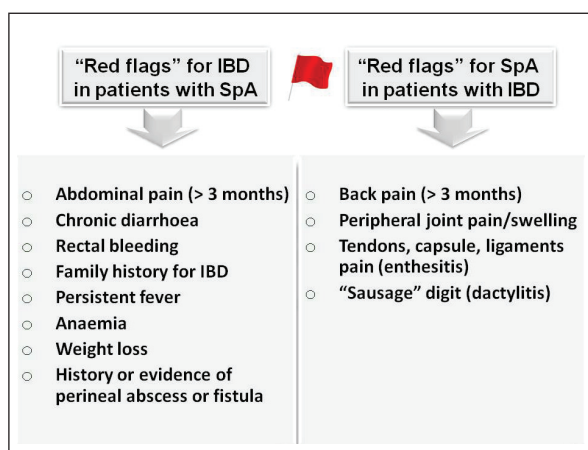 “Red flags” for IBD
in patients with SpA
“Red flags” for SpA
in patients with IBD
Abdominal pain (> 3 months)
Chronic diarrhoea
Rectal bleeding
Family history for IBD
Persistent fever
Anaemia
Weight loss
History or evidence of
perineal abscess or fistula
Back pain (> 3 months)
Peripheral joint pain/swelling
Tendons, capsule, ligaments
pain (enthesitis)
“Sausage” digit (dactylitis)